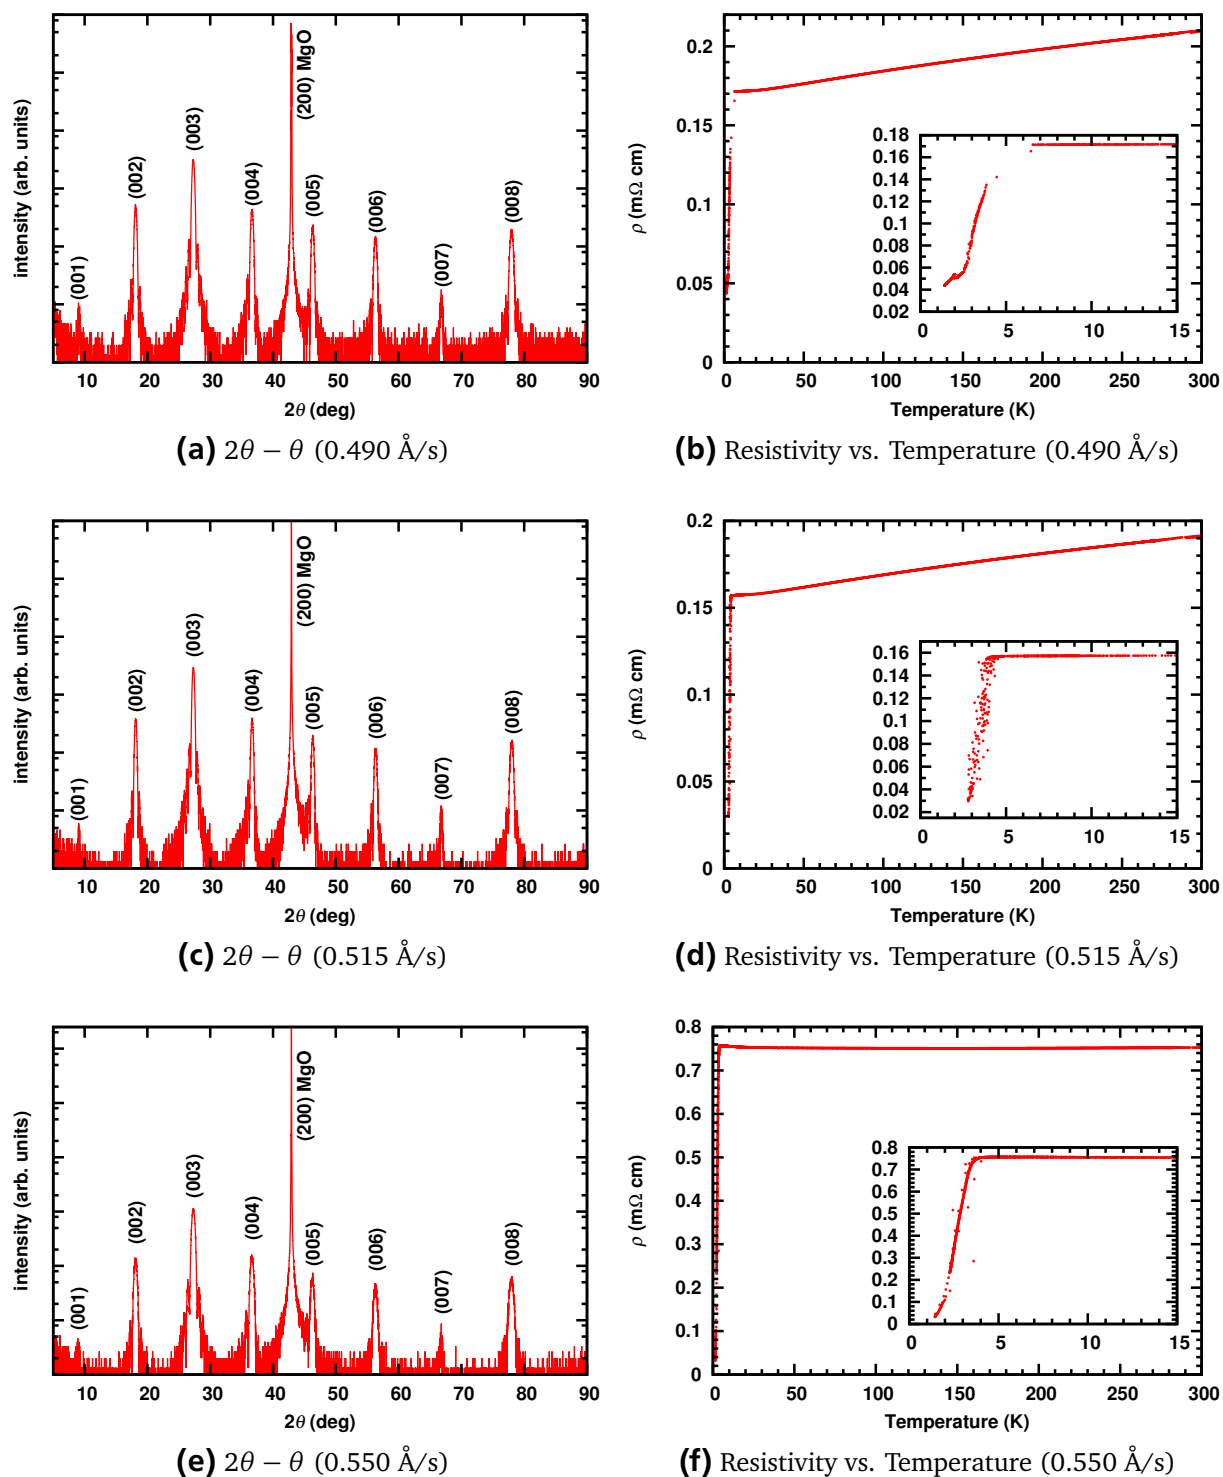 intensity (arb. units)
(001)
(002)
(003)
(004)
(200) MgO
(005)
(006)
(007)
(008)
10 20 30 40 50 60 70 80 90
2θ (deg)
(a) 2θ − θ (0.490 Å/s)
ρ (mΩ cm)
0.2
0.15
0.1
0.05
0
0 50 100 150 200 250 300
Temperature (K)
0.18
0.16
0.14
0.12
0.1
0.08
0.06
0.04
0.02
0 5 10 15
(b) Resistivity vs. Temperature (0.490 Å/s)
intensity (arb. units)
(001)
(002)
(003)
(004)
(200) MgO
(005)
(006)
(007)
(008)
10 20 30 40 50 60 70 80 90
2θ (deg)
(c) 2θ − θ (0.515 Å/s)
ρ (mΩ cm)
0.2
0.15
0.1
0.05
0
0 50 100 150 200 250 300
Temperature (K)
0.16
0.14
0.12
0.1
0.08
0.06
0.04
0.02
0 5 10 15
(d) Resistivity vs. Temperature (0.515 Å/s)
intensity (arb. units)
(001)
(002)
(003)
(004)
(200) MgO
(005)
(006)
(007)
(008)
10 20 30 40 50 60 70 80 90
2θ (deg)
(e) 2θ − θ (0.550 Å/s)
ρ (mΩ cm)
0.8
0.7
0.6
0.5
0.4
0.3
0.2
0.1
0
0 50 100 150 200 250 300
Temperature (K)
0.8
0.7
0.6
0.5
0.4
0.3
0.2
0.1
0
0 5 10 15
(f) Resistivity vs. Temperature (0.550 Å/s)